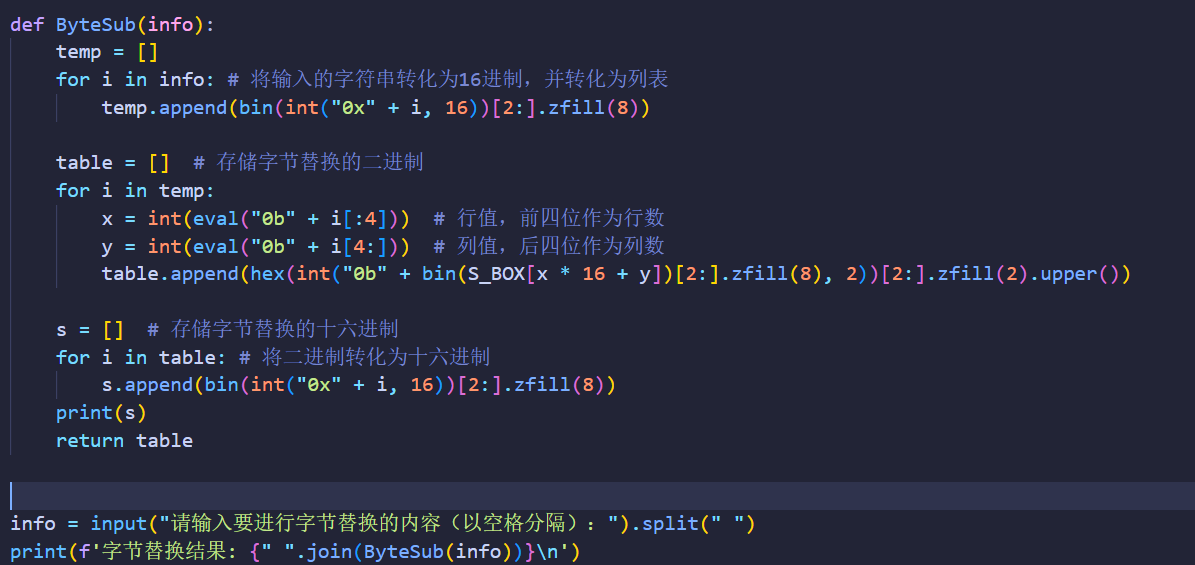 def ByteSub(info):
    temp = []
    for i in info: # 将输入的字符串转化为16进制，并转化为列表
        temp.append(bin(int("0x" + i, 16))[2:].zfill(8))
    table = []  # 存储字节替换的二进制
    for i in temp:
        x = int(eval("0b" + i[:4]))  # 行值，前四位作为行数
        y = int(eval("0b" + i[4:]))  # 列值，后四位作为列数
        table.append(hex(int("0b" + bin(S_BOX[x * 16 + y])[2:].zfill(8), 2))[2:].zfill(2).upper())
    s = []  # 存储字节替换的十六进制
    for i in table: # 将二进制转化为十六进制
        s.append(bin(int("0x" + i, 16))[2:].zfill(8))
    print(s)
    return table
info = input("请输入要进行字节替换的内容（以空格分隔）：").split(" ")
print(f'字节替换结果: {" ".join(ByteSub(info))}\n')